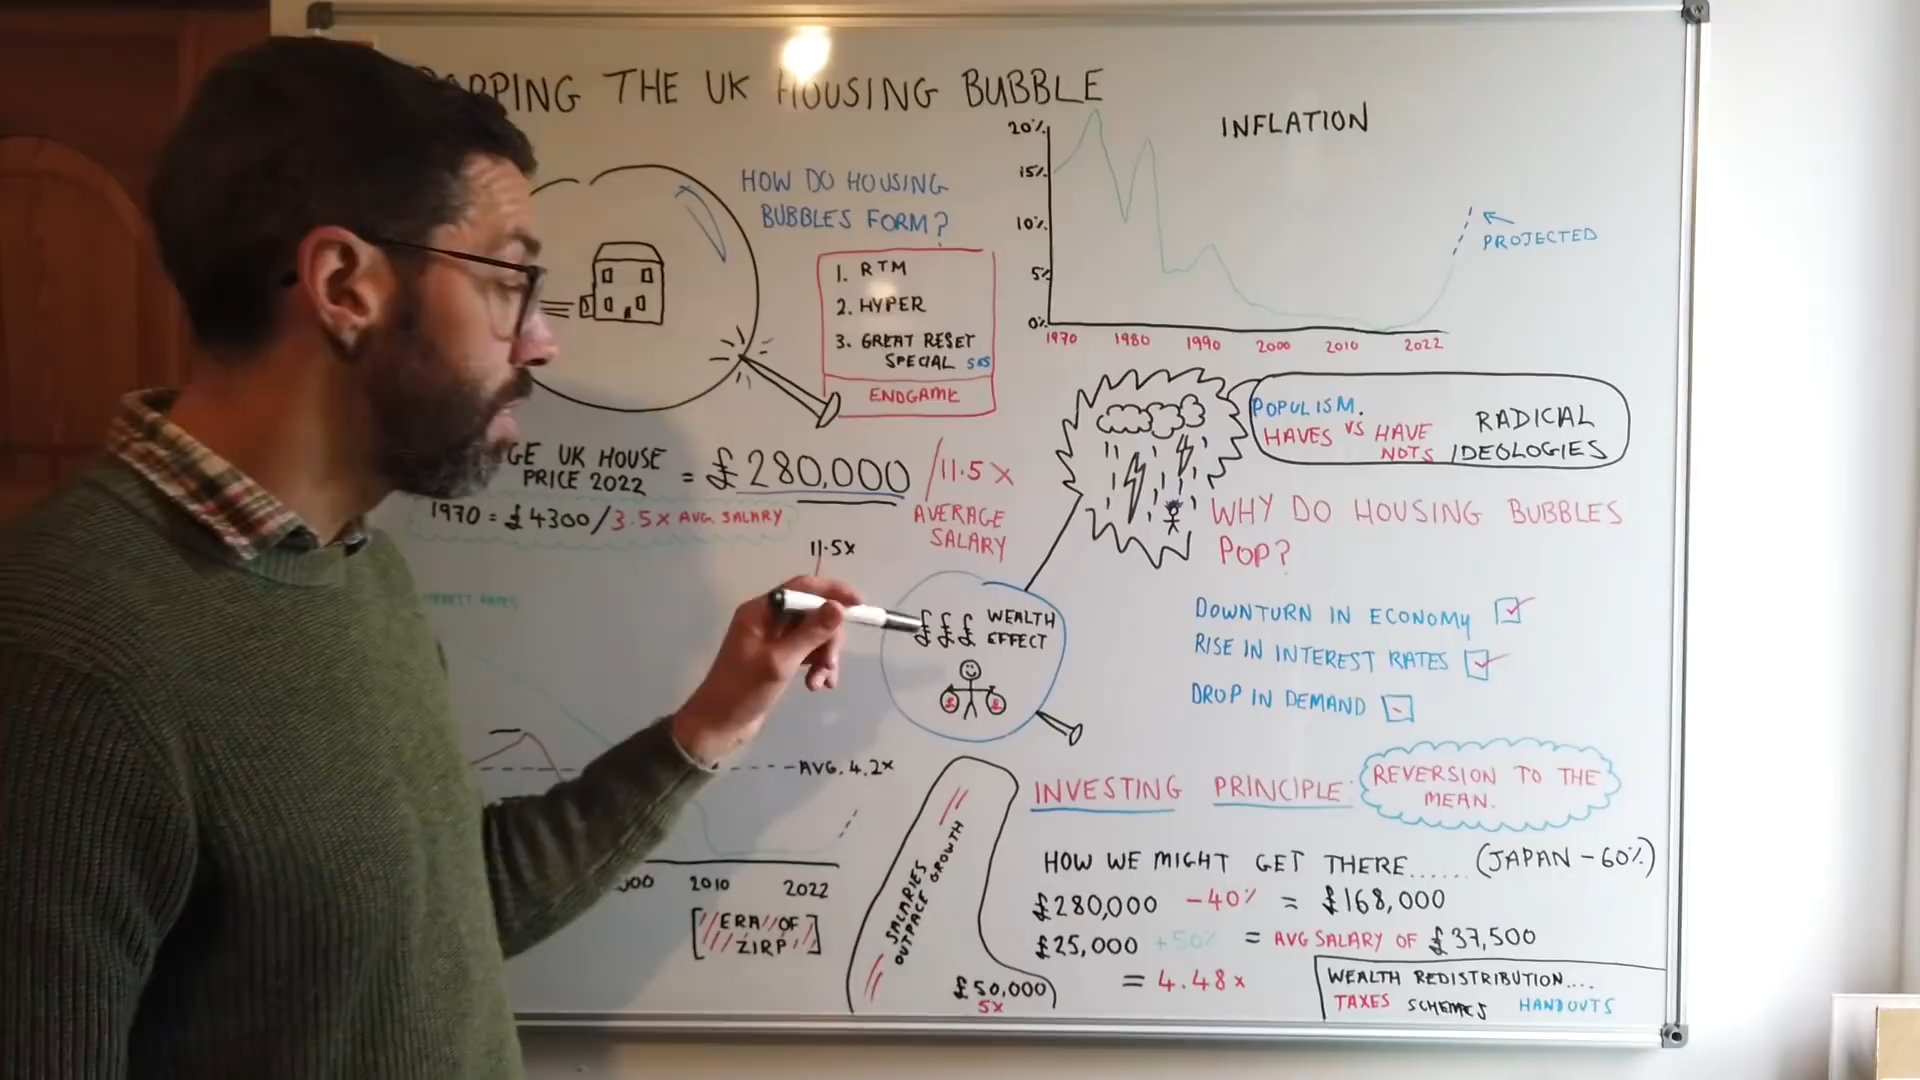 PPING THE UK HOUSING BUBBLE
HOW DO HOUSING
BUBBLES FORM?
1. RTM
2. HYPER
3. GREAT RESET
SPECIAL
ENDGAME
INFLATION
20%
15%
10%
5%
0%
1970 1980 1990 2000 2010 2022
PROJECTED
GE UK HOUSE
PRICE 2022
= £280,000 / 11.5 X
AVERAGE
SALARY
1970 = £4300 / 3.5 X AVG. SALARY
11.5X
POPULISM.
HAVES VS HAVE
NOTS
RADICAL
IDEOLOGIES
WHY DO HOUSING BUBBLES
POP?
£ £ £ WEALTH
EFFECT
£ £
DOWNTURN IN ECONOMY
RISE IN INTEREST RATES
DROP IN DEMAND
AVG. 4.2X
2010 2022
[ERA OF
ZIRP]
SALARIES
OUTPACE GROWTH
£50,000
5X
INVESTING PRINCIPLE:
REVERSION TO THE
MEAN.
HOW WE MIGHT GET THERE...... (JAPAN -60%)
£280,000 -40% = £168,000
£25,000 +50% = AVG SALARY OF £37,500
= 4.48 X
WEALTH REDISTRIBUTION....
TAXES SCHEMES HANDOUTS